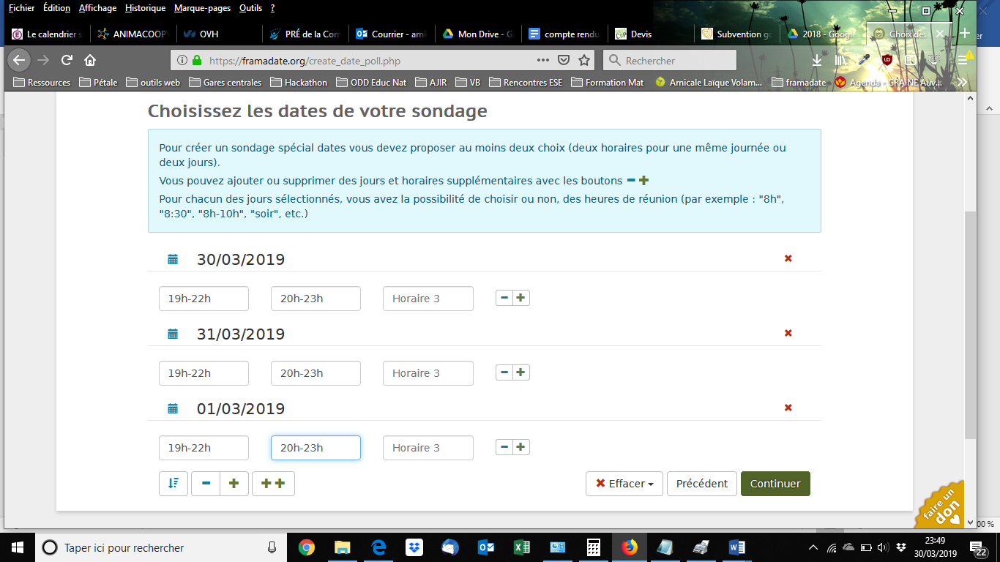 Fichier Édition Affichage Historique Marque-pages Outils ?
Le calendrier s ANIMACOOP OVH PRÉ de la Com Courrier - ami Mon Drive - G compte rendu Devis Subvention go 2018 - Google Choix des
https://framadate.org/create_date_poll.php Rechercher
Ressources Pétale outils web Gares centrales Hackathon ODD Educ Nat AJIR VB Rencontres ESE Formation Mat Amicale Laïque Volam... framadate Agenda - GRAINE Auv...
Choisissez les dates de votre sondage
Pour créer un sondage spécial dates vous devez proposer au moins deux choix (deux horaires pour une même journée ou
deux jours).
Vous pouvez ajouter ou supprimer des jours et horaires supplémentaires avec les boutons
Pour chacun des jours sélectionnés, vous avez la possibilité de choisir ou non, des heures de réunion (par exemple : "8h",
"8:30", "8h-10h", "soir", etc.)
30/03/2019
19h-22h 20h-23h Horaire 3
31/03/2019
19h-22h 20h-23h Horaire 3
01/03/2019
19h-22h 20h-23h Horaire 3
Effacer Précédent Continuer
faire un
don
00 %
Taper ici pour rechercher
23:49
30/03/2019
22